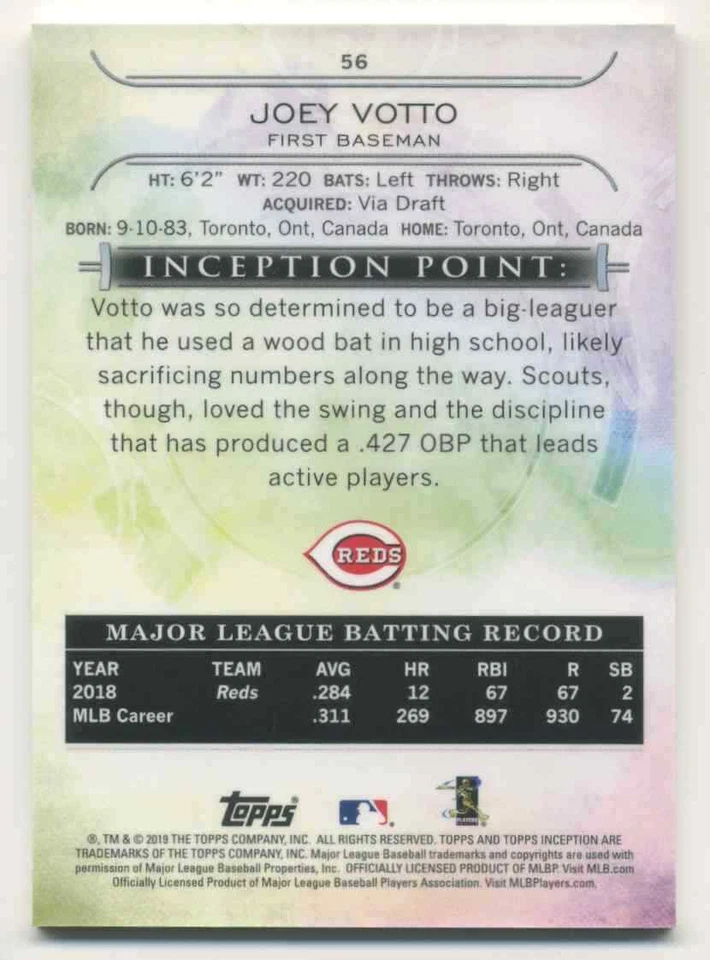 56
JOEY VOTTO
FIRST BASEMAN
HT: 6'2" WT: 220 BATS: Left THROWS: Right
ACQUIRED: Via Draft
BORN: 9-10-83, Toronto, Ont, Canada HOME: Toronto, Ont, Canada
INCEPTION POINT:
Votto was so determined to be a big-leaguer
that he used a wood bat in high school, likely
sacrificing numbers along the way. Scouts,
though, loved the swing and the discipline
that has produced a .427 OBP that leads
active players.
REDS
MAJOR LEAGUE BATTING RECORD
YEAR TEAM AVG HR RBI R SB
2018 Reds .284 12 67 67 2
MLB Career .311 269 897 930 74
Topps
PLAYERS
®, TM & © 2019 THE TOPPS COMPANY, INC. ALL RIGHTS RESERVED. TOPPS AND TOPPS INCEPTION ARE
TRADEMARKS OF THE TOPPS COMPANY, INC. Major League Baseball trademarks and copyrights are used with
permission of Major League Baseball Properties, Inc. OFFICIALLY LICENSED PRODUCT OF MLBP. Visit MLB.com
Officially Licensed Product of Major League Baseball Players Association. Visit MLBPlayers.com.